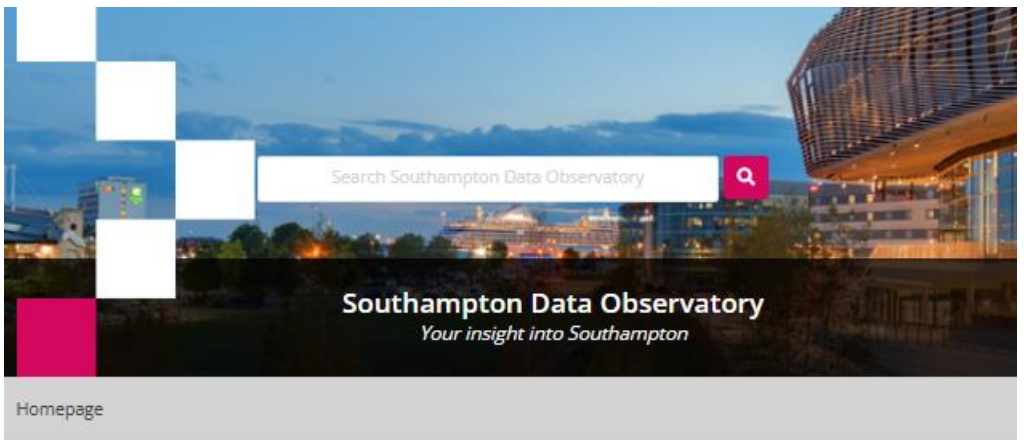 Search Southampton Data Observatory
Southampton Data Observatory
Your insight into Southampton
Homepage